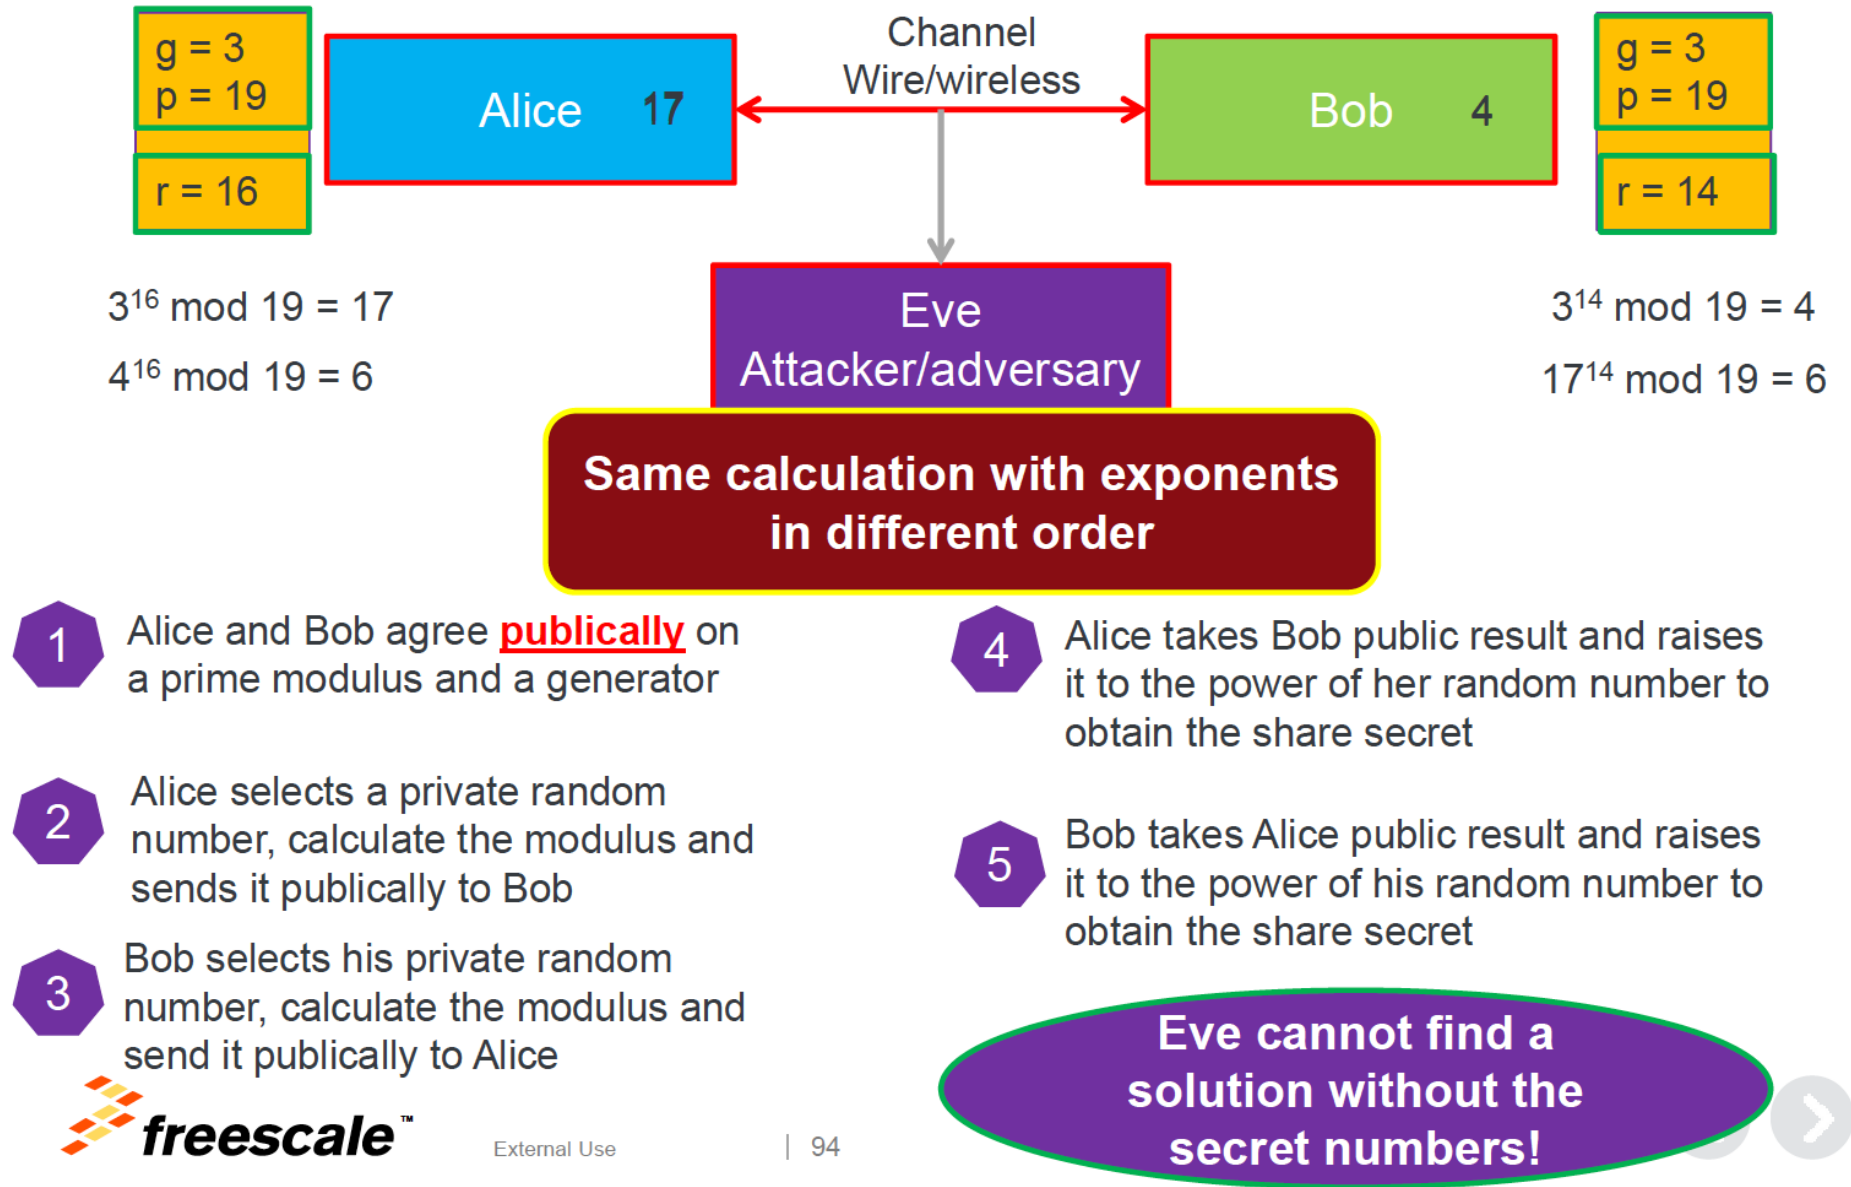 g = 3
p = 19
r = 16
Alice 17
Channel
Wire/wireless
Bob 4
g = 3
p = 19
r = 14
3¹⁶ mod 19 = 17
4¹⁶ mod 19 = 6
Eve
Attacker/adversary
3¹⁴ mod 19 = 4
17¹⁴ mod 19 = 6
Same calculation with exponents
in different order
1
Alice and Bob agree publically on
a prime modulus and a generator
2
Alice selects a private random
number, calculate the modulus and
sends it publically to Bob
3
Bob selects his private random
number, calculate the modulus and
send it publically to Alice
4
Alice takes Bob public result and raises
it to the power of her random number to
obtain the share secret
5
Bob takes Alice public result and raises
it to the power of his random number to
obtain the share secret
Eve cannot find a
solution without the
secret numbers!
freescale™
External Use | 94